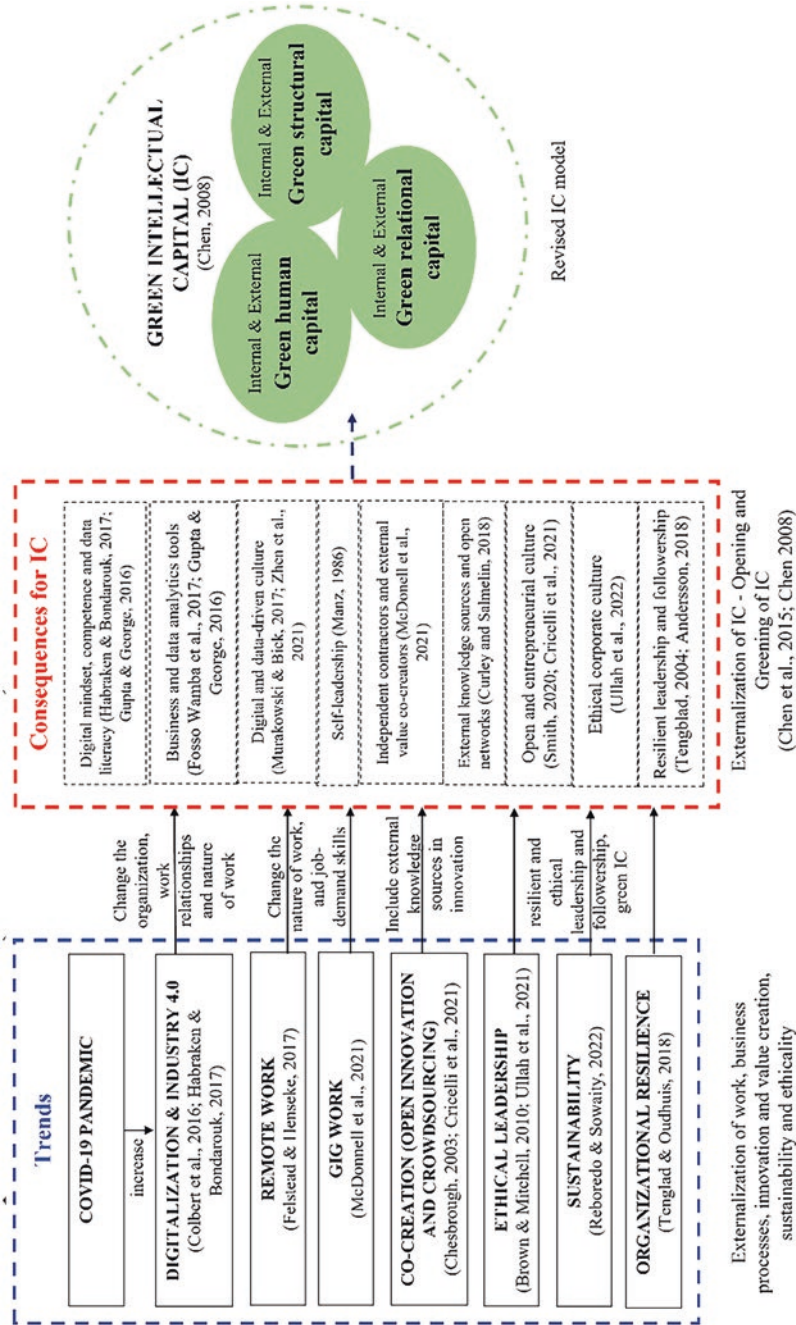 Trends
COVID-19 PANDEMIC
increase
DIGITALIZATION & INDUSTRY 4.0
(Colbert et al., 2016; Habraken &
Bondarouk, 2017)
REMOTE WORK
(Felstead & Henseke, 2017)
GIG WORK
(McDonnell et al., 2021)
CO-CREATION (OPEN INNOVATION
AND CROWDSOURCING)
(Chesbrough, 2003; Cricelli et al., 2021)
ETHICAL LEADERSHIP
(Brown & Mitchell, 2010; Ullah et al., 2021)
SUSTAINABILITY
(Reboredo & Sowaity, 2022)
ORGANIZATIONAL RESILIENCE
(Tenglad & Oudhuis, 2018)
Externalization of work, business
processes, innovation and value creation,
sustainability and ethicality
Change the
organization,
work
relationships
and nature
of work
Change the
nature of work,
and job-
demand skills
Include external
knowledge
sources in
innovation
resilient and
ethical
leadership and
followership,
green IC
Consequences for IC
Digital mindset, competence and data
literacy (Habraken & Bondarouk, 2017;
Gupta & George, 2016)
Business and data analytics tools
(Fosso Wamba et al., 2017; Gupta &
George, 2016)
Digital and data-driven culture
(Murakowski & Bick, 2017; Zhen et al.,
2021)
Self-leadership (Manz, 1986)
Independent contractors and external
value co-creators (McDonell et al.,
2021)
External knowledge sources and open
networks (Curley and Salmelin, 2018)
Open and entrepreneurial culture
(Smith, 2020; Cricelli et al., 2021)
Ethical corporate culture
(Ullah et al., 2022)
Resilient leadership and followership
(Tengblad, 2004; Andersson, 2018)
Externalization of IC - Opening and
Greening of IC
(Chen et al., 2015; Chen 2008)
GREEN INTELLECTUAL
CAPITAL (IC)
(Chen, 2008)
Internal & External
Green human
capital
Internal & External
Green structural
capital
Internal & External
Green relational
capital
Revised IC model